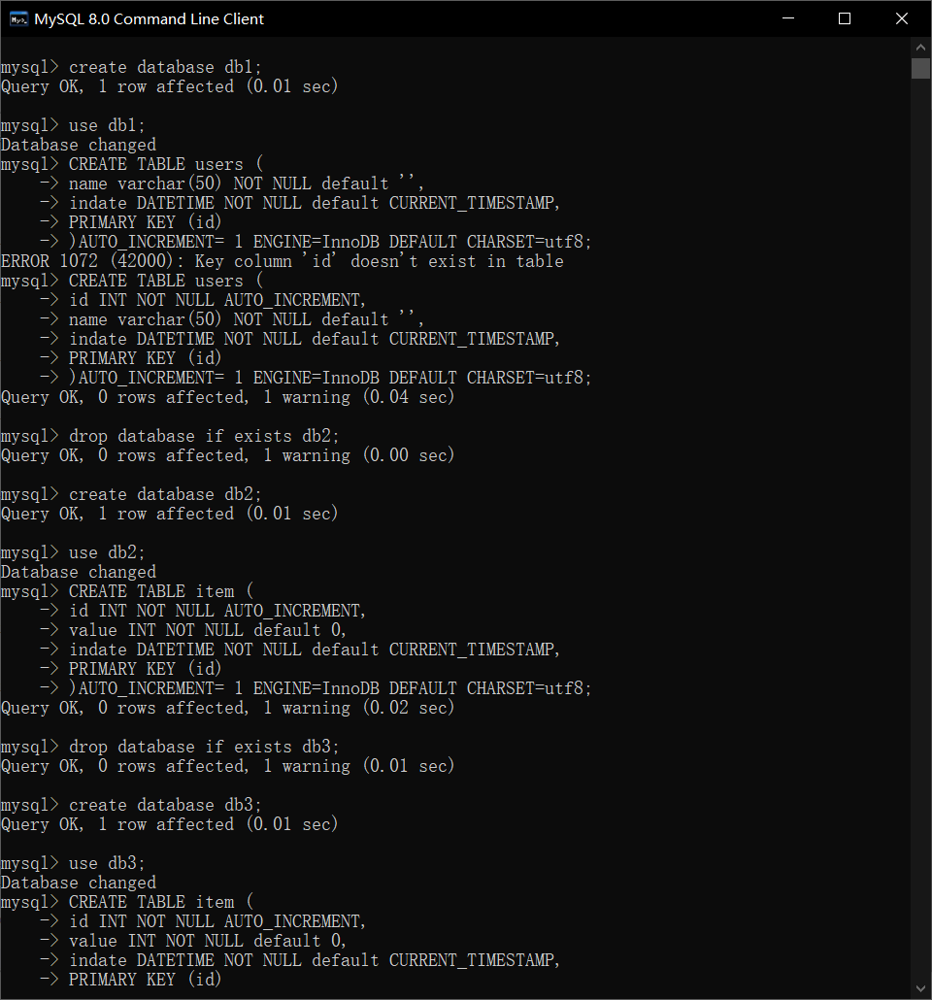 MySQL 8.0 Command Line Client
mysql> create database db1;
Query OK, 1 row affected (0.01 sec)
mysql> use db1;
Database changed
mysql> CREATE TABLE users (
    -> name varchar(50) NOT NULL default '',
    -> indate DATETIME NOT NULL default CURRENT_TIMESTAMP,
    -> PRIMARY KEY (id)
    -> )AUTO_INCREMENT= 1 ENGINE=InnoDB DEFAULT CHARSET=utf8;
ERROR 1072 (42000): Key column 'id' doesn't exist in table
mysql> CREATE TABLE users (
    -> id INT NOT NULL AUTO_INCREMENT,
    -> name varchar(50) NOT NULL default '',
    -> indate DATETIME NOT NULL default CURRENT_TIMESTAMP,
    -> PRIMARY KEY (id)
    -> )AUTO_INCREMENT= 1 ENGINE=InnoDB DEFAULT CHARSET=utf8;
Query OK, 0 rows affected, 1 warning (0.04 sec)
mysql> drop database if exists db2;
Query OK, 0 rows affected, 1 warning (0.00 sec)
mysql> create database db2;
Query OK, 1 row affected (0.01 sec)
mysql> use db2;
Database changed
mysql> CREATE TABLE item (
    -> id INT NOT NULL AUTO_INCREMENT,
    -> value INT NOT NULL default 0,
    -> indate DATETIME NOT NULL default CURRENT_TIMESTAMP,
    -> PRIMARY KEY (id)
    -> )AUTO_INCREMENT= 1 ENGINE=InnoDB DEFAULT CHARSET=utf8;
Query OK, 0 rows affected, 1 warning (0.02 sec)
mysql> drop database if exists db3;
Query OK, 0 rows affected, 1 warning (0.01 sec)
mysql> create database db3;
Query OK, 1 row affected (0.01 sec)
mysql> use db3;
Database changed
mysql> CREATE TABLE item (
    -> id INT NOT NULL AUTO_INCREMENT,
    -> value INT NOT NULL default 0,
    -> indate DATETIME NOT NULL default CURRENT_TIMESTAMP,
    -> PRIMARY KEY (id)